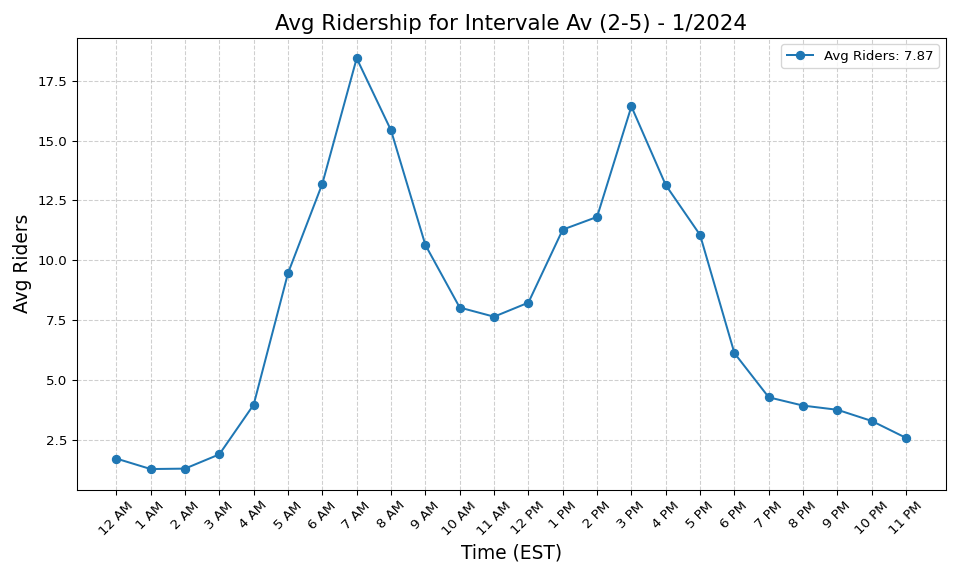 Avg Ridership for Intervale Av (2-5) - 1/2024
Avg Riders: 7.87
17.5
15.0
12.5
10.0
7.5
5.0
2.5
Avg Riders
12 AM
1 AM
2 AM
3 AM
4 AM
5 AM
6 AM
7 AM
8 AM
9 AM
10 AM
11 AM
12 PM
1 PM
2 PM
3 PM
4 PM
5 PM
6 PM
7 PM
8 PM
9 PM
10 PM
11 PM
Time (EST)